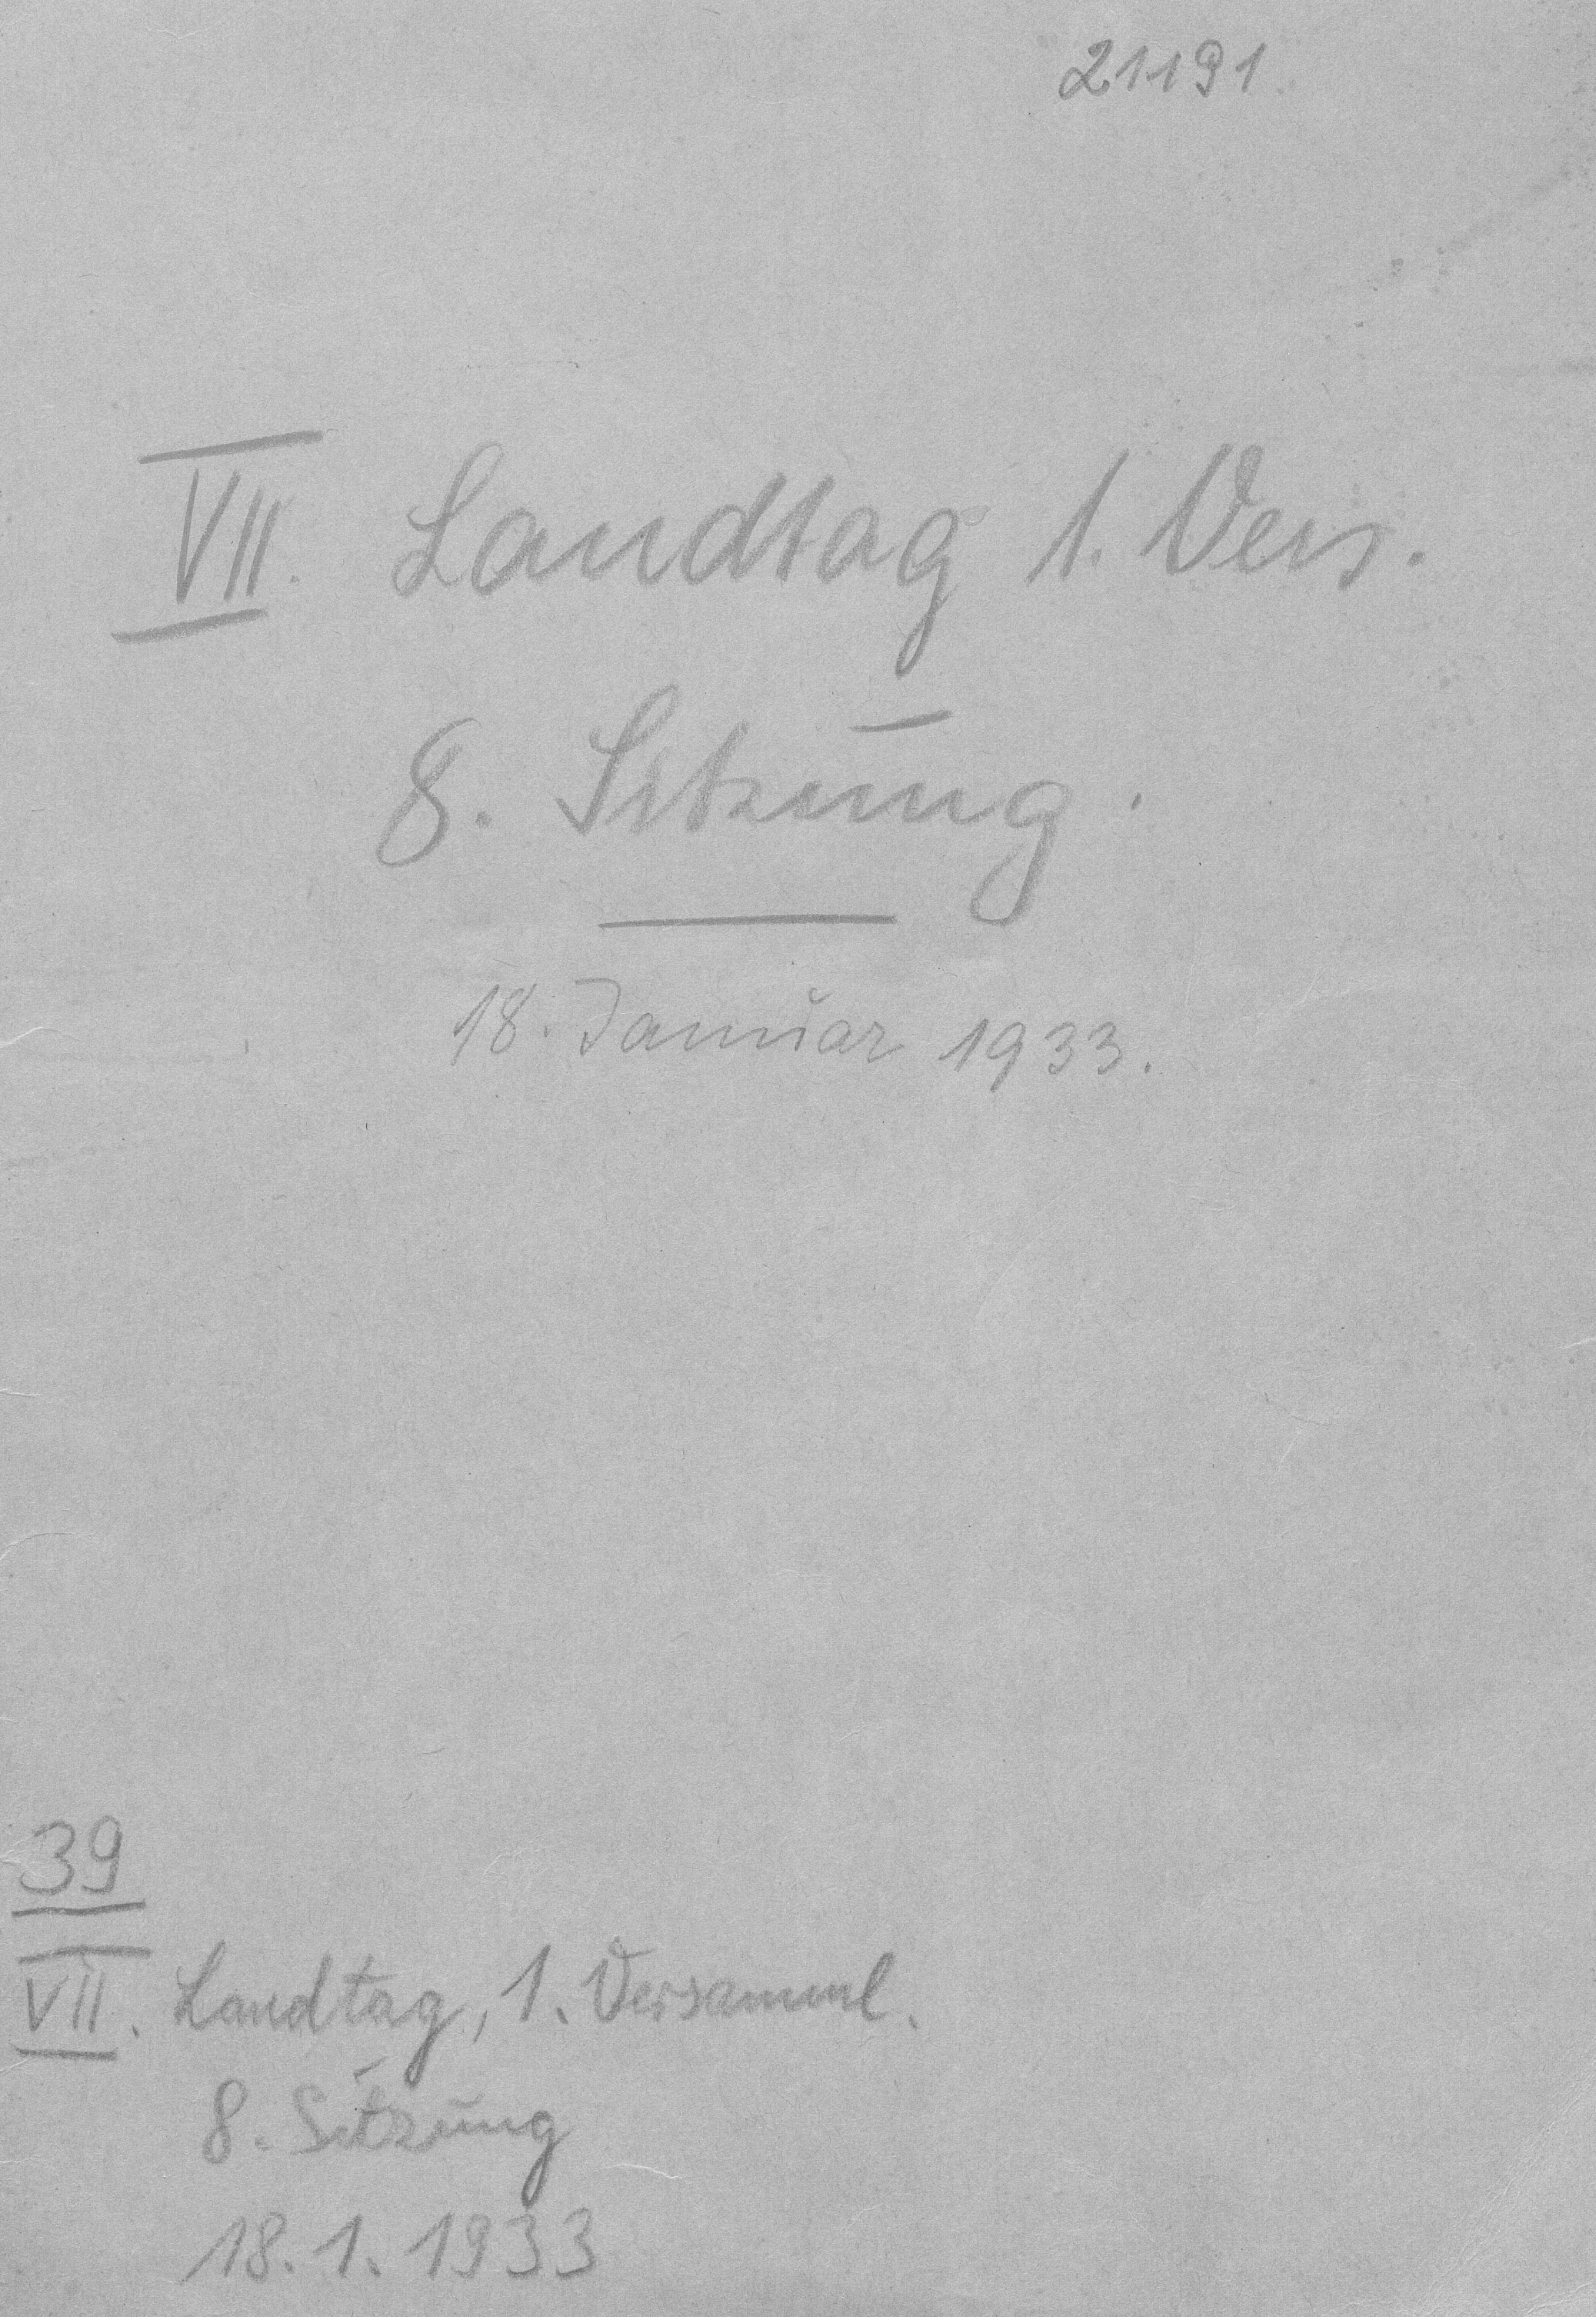 21191
VII. Landtag 1. Vers.
8. Sitzung.
18. Januar 1933.
39
VII. Landtag, 1. Versamml.
8. Sitzung
18. 1. 1933